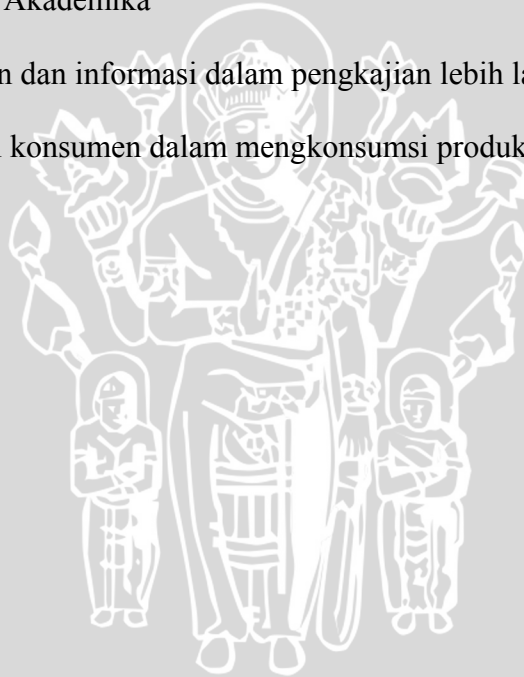 Akademika
n dan informasi dalam pengkajian lebih la
konsumen dalam mengkonsumsi produk